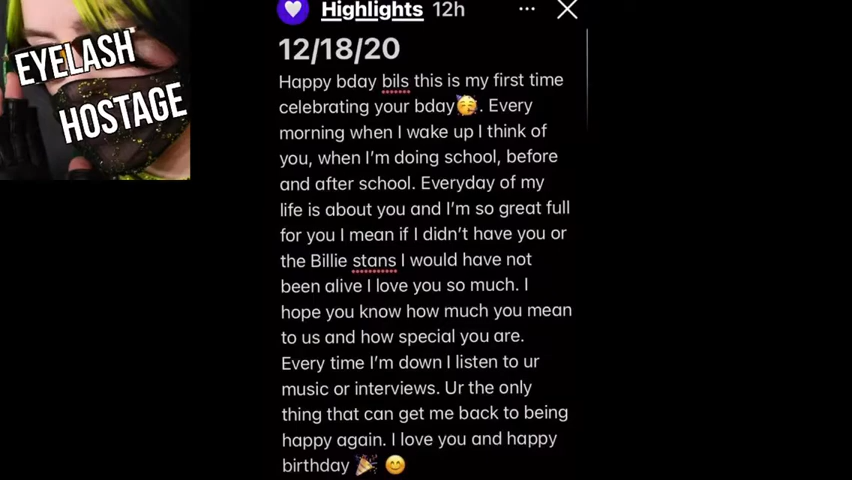 EYELASH
HOSTAGE
Highlights 12h
12/18/20
Happy bday bils this is my first time
celebrating your bday🥳. Every
morning when I wake up I think of
you, when I'm doing school, before
and after school. Everyday of my
life is about you and I'm so great full
for you I mean if I didn't have you or
the Billie stans I would have not
been alive I love you so much. I
hope you know how much you mean
to us and how special you are.
Every time I'm down I listen to ur
music or interviews. Ur the only
thing that can get me back to being
happy again. I love you and happy
birthday 🎉 😊